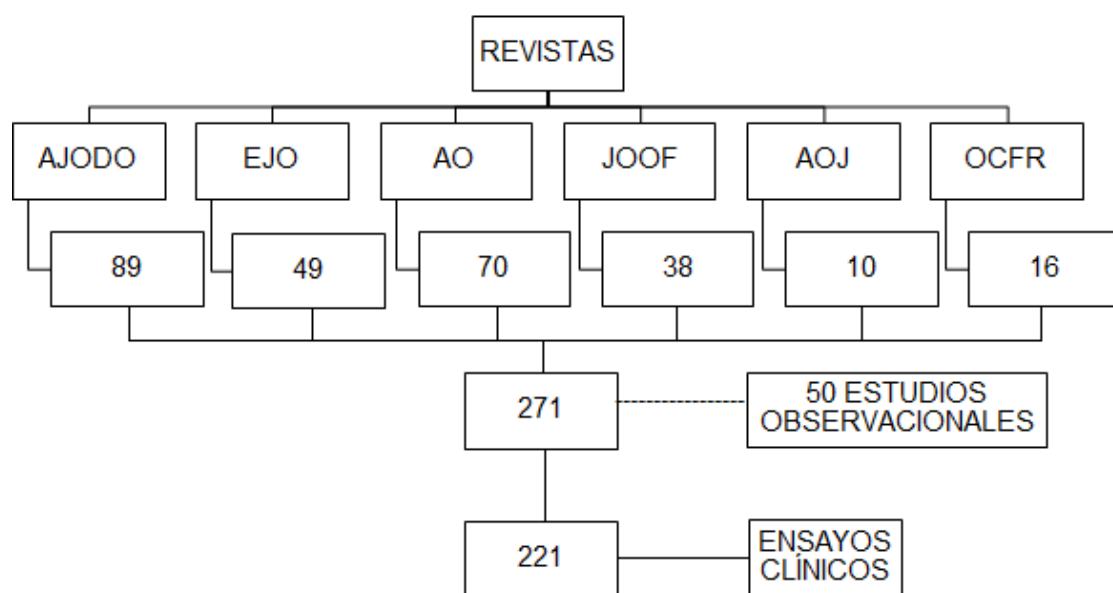 REVISTAS
AJODO
EJO
AO
JOOF
AOJ
OCFR
89
49
70
38
10
16
271
50 ESTUDIOS
OBSERVACIONALES
221
ENSAYOS
CLÍNICOS